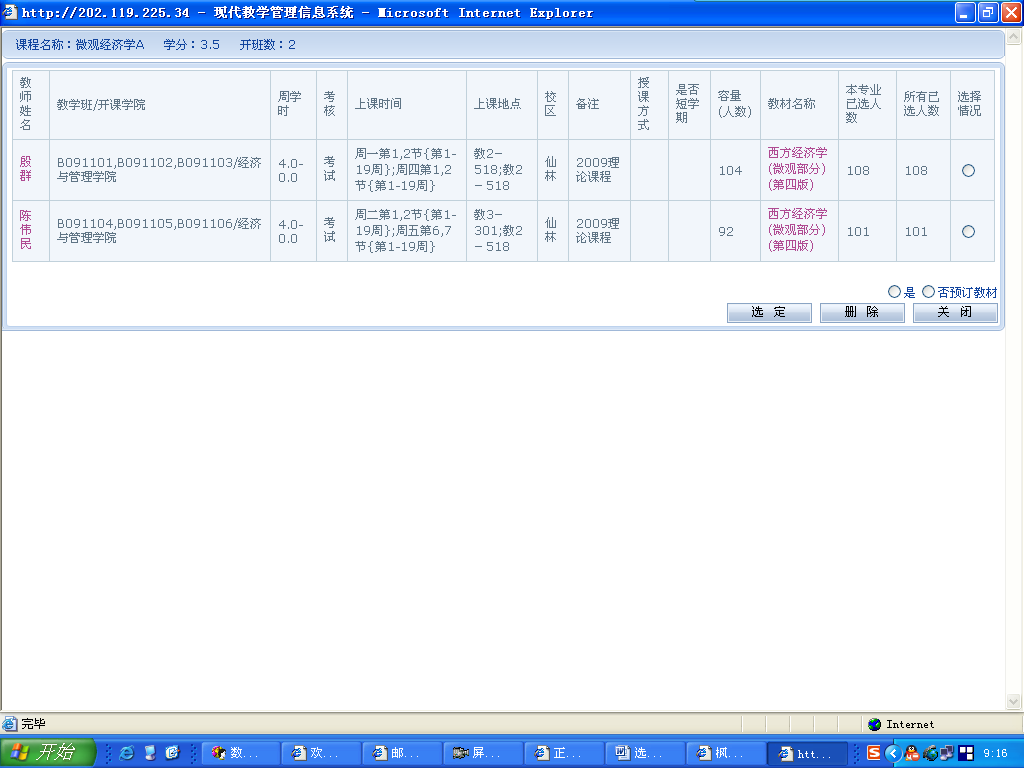 http://202.119.225.34 - 现代教学管理信息系统 - Microsoft Internet Explorer
课程名称：微观经济学A 学分：3.5 开班数：2
教师姓名 教学班/开课学院 周学时 考核 上课时间 上课地点 校区 备注 授课方式 是否短学期 容量(人数) 教材名称 本专业已选人数 所有已选人数 选择情况
殷群 B091101,B091102,B091103/经济与管理学院 4.0-0.0 考试 周一第1,2节{第1-19周};周四第1,2节{第1-19周} 教2－518;教2－518 仙林 2009理论课程 104 西方经济学(微观部分)(第四版) 108 108
陈伟民 B091104,B091105,B091106/经济与管理学院 4.0-0.0 考试 周二第1,2节{第1-19周};周五第6,7节{第1-19周} 教3－301;教2－518 仙林 2009理论课程 92 西方经济学(微观部分)(第四版) 101 101
是 否预订教材
选 定 删 除 关 闭
完毕 Internet
开始 数... 欢... 邮... 屏... 正... 选... 枫... htt... 9:16